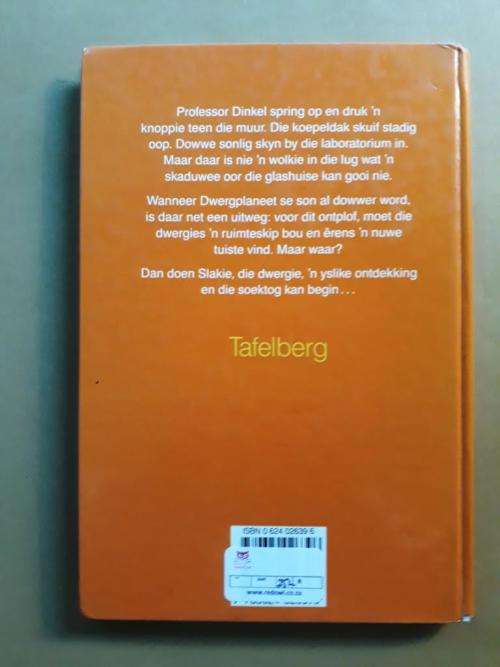 Professor Dinkel spring op en druk 'n
knoppie teen die muur. Die koepeldak skuif stadig
oop. Dowwe sonlig skyn by die laboratorium in.
Maar daar is nie 'n wolkie in die lug wat 'n
skaduwee oor die glashuise kan gooi nie.
Wanneer Dwergplaneet se son al dowwer word,
is daar net een uitweg: voor dit ontplof, moet die
dwergies 'n ruimteskip bou en êrens 'n nuwe
tuiste vind. Maar waar?
Dan doen Slakie, die dwergie, 'n yslike ontdekking
en die soektog kan begin...
Tafelberg
ISBN 0 624 02839 6
www.redowl.co.za